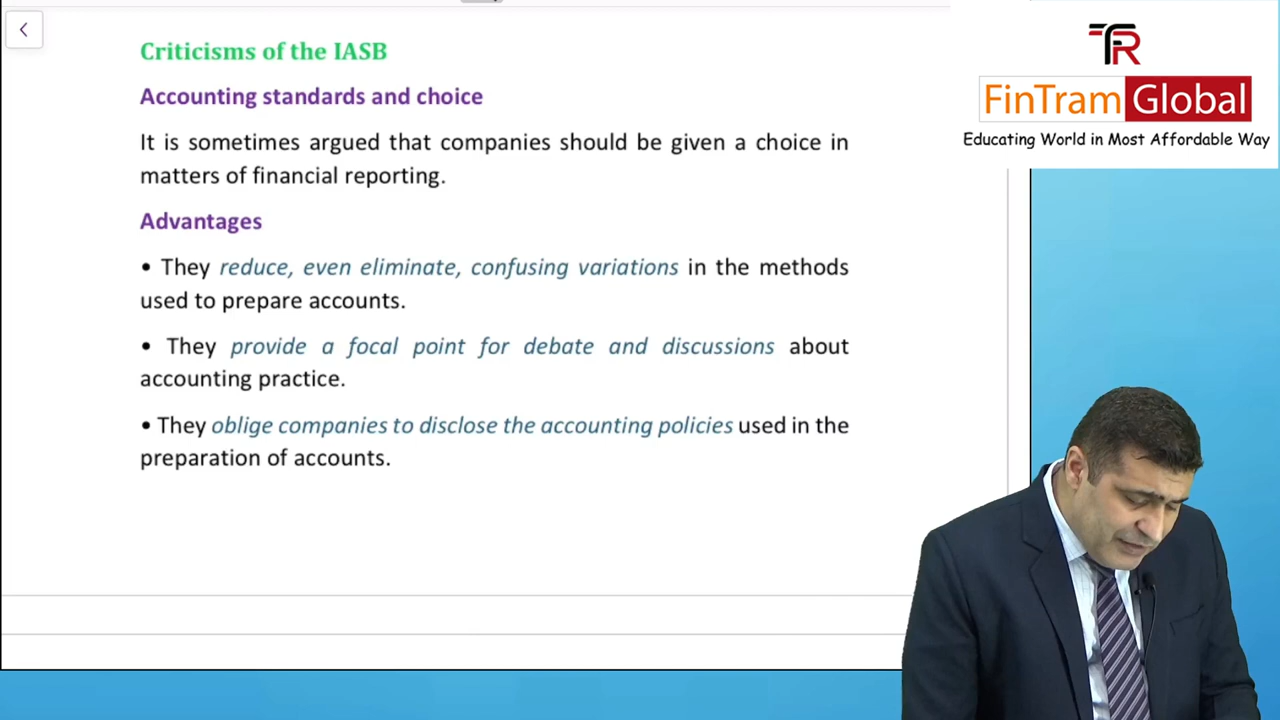 Criticisms of the IASB
Accounting standards and choice
It is sometimes argued that companies should be given a choice in
matters of financial reporting.
Advantages
• They reduce, even eliminate, confusing variations in the methods
used to prepare accounts.
• They provide a focal point for debate and discussions about
accounting practice.
• They oblige companies to disclose the accounting policies used in the
preparation of accounts.
FinTram Global
Educating World in Most Affordable Way